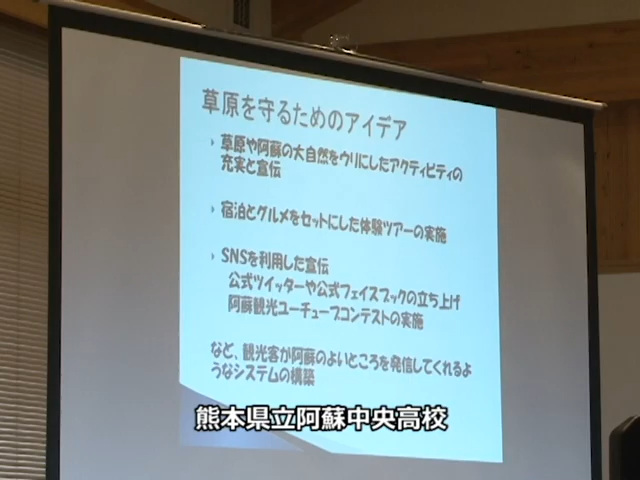 草原を守るためのアイデア
草原や阿蘇の大自然をウリにしたアクティビティの
充実と宣伝
宿泊とグルメをセットにした体験ツアーの実施
SNSを利用した宣伝
公式ツイッターや公式フェイスブックの立ち上げ
阿蘇観光ユーチューブコンテストの実施
など、観光客が阿蘇のよいところを発信してくれるよ
うなシステムの構築
熊本県立阿蘇中央高校